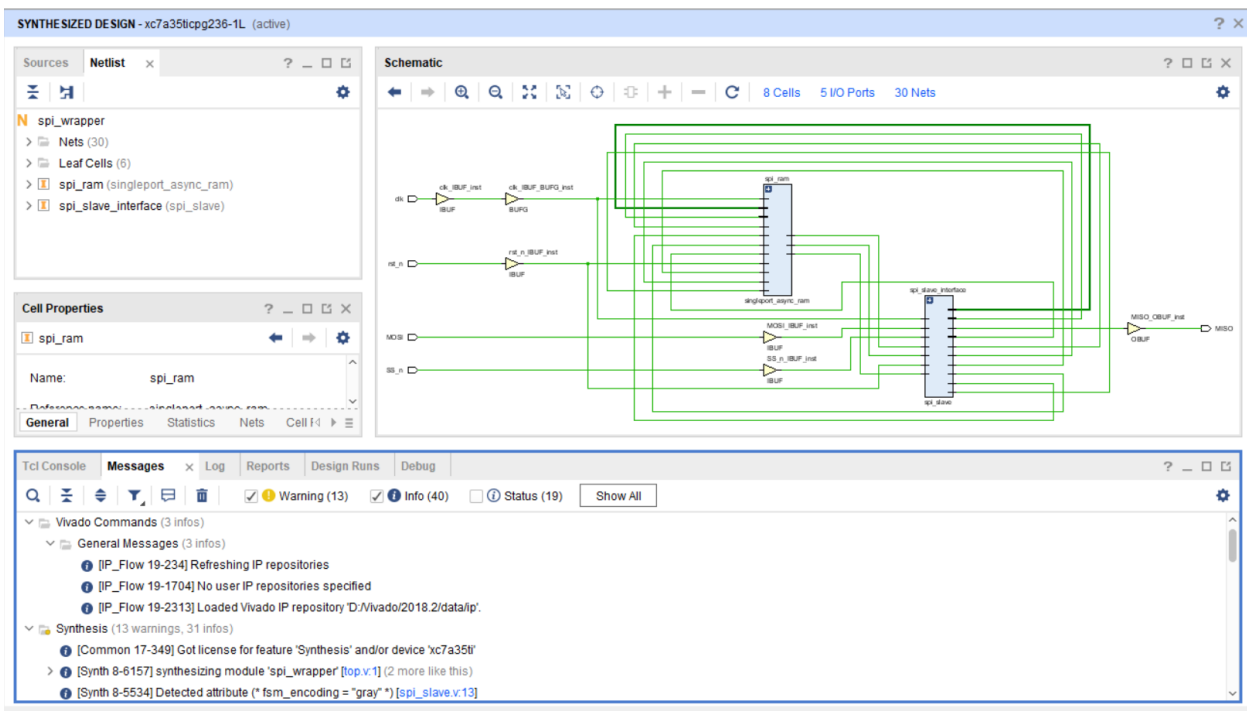 SYNTHESIZED DESIGN - xc7a35ticpg236-1L (active)
Sources Netlist
spi_wrapper
Nets (30)
Leaf Cells (6)
spi_ram (singleport_async_ram)
spi_slave_interface (spi_slave)
Cell Properties
spi_ram
Name: spi_ram
Reference name: singleport_async_ram
General Properties Statistics Nets Cell
Schematic
8 Cells 5 I/O Ports 30 Nets
spi_ram
clk_IBUF_inst clk_IBUF_BUFG_inst
clk
IBUF BUFG
rst_n_IBUF_inst
rst_n
IBUF
singleport_async_ram
spi_slave_interface
MOSI_IBUF_inst
MISO_OBUF_inst
MOSI
MISO
IBUF
OBUF
SS_n_IBUF_inst
SS_n
IBUF
spi_slave
Tcl Console Messages Log Reports Design Runs Debug
Warning (13) Info (40) Status (19) Show All
Vivado Commands (3 infos)
General Messages (3 infos)
[IP_Flow 19-234] Refreshing IP repositories
[IP_Flow 19-1704] No user IP repositories specified
[IP_Flow 19-2313] Loaded Vivado IP repository 'D:/Vivado/2018.2/data/ip'.
Synthesis (13 warnings, 31 infos)
[Common 17-349] Got license for feature 'Synthesis' and/or device 'xc7a35ti'
[Synth 8-6157] synthesizing module 'spi_wrapper' [top.v:1] (2 more like this)
[Synth 8-5534] Detected attribute (* fsm_encoding = "gray" *) [spi_slave.v:13]